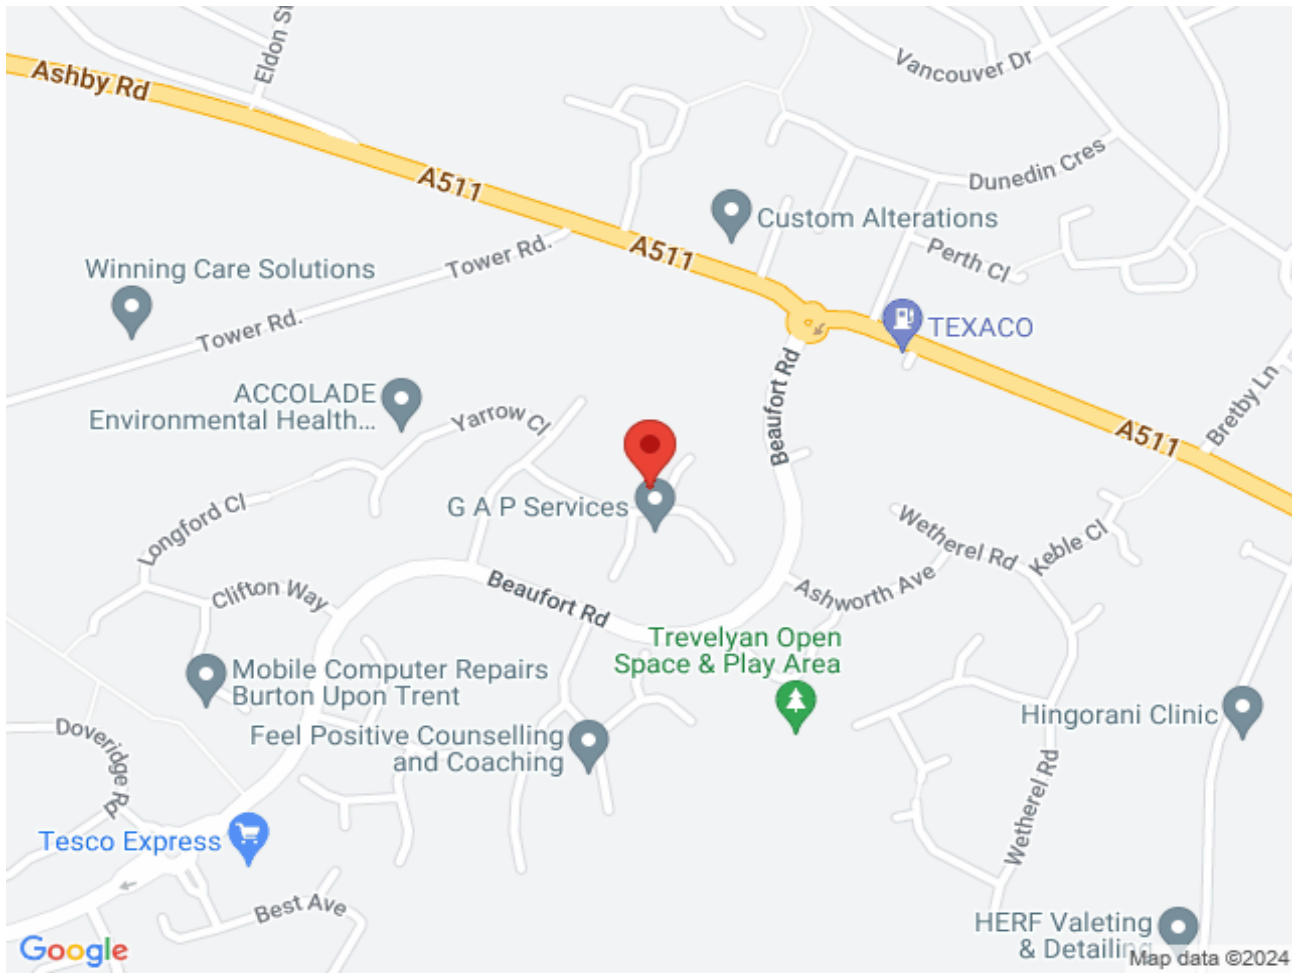 Eldon St
Vancouver Dr
Ashby Rd
Dunedin Cres
A511
Custom Alterations
Tower Rd.
A511
Perth Cl
Winning Care Solutions
Tower Rd.
TEXACO
Beaufort Rd
Bretby Ln
ACCOLADE
Environmental Health...
Yarrow Cl
A511
G A P Services
Longford Cl
Wetherel Rd
Keble Cl
Clifton Way
Beaufort Rd
Ashworth Ave
Trevelyan Open
Space & Play Area
Mobile Computer Repairs
Burton Upon Trent
Hingorani Clinic
Feel Positive Counselling
and Coaching
Doveridge Rd
Wetherel Rd
Tesco Express
Best Ave
HERF Valeting
& Detailing
Google
Map data ©2024